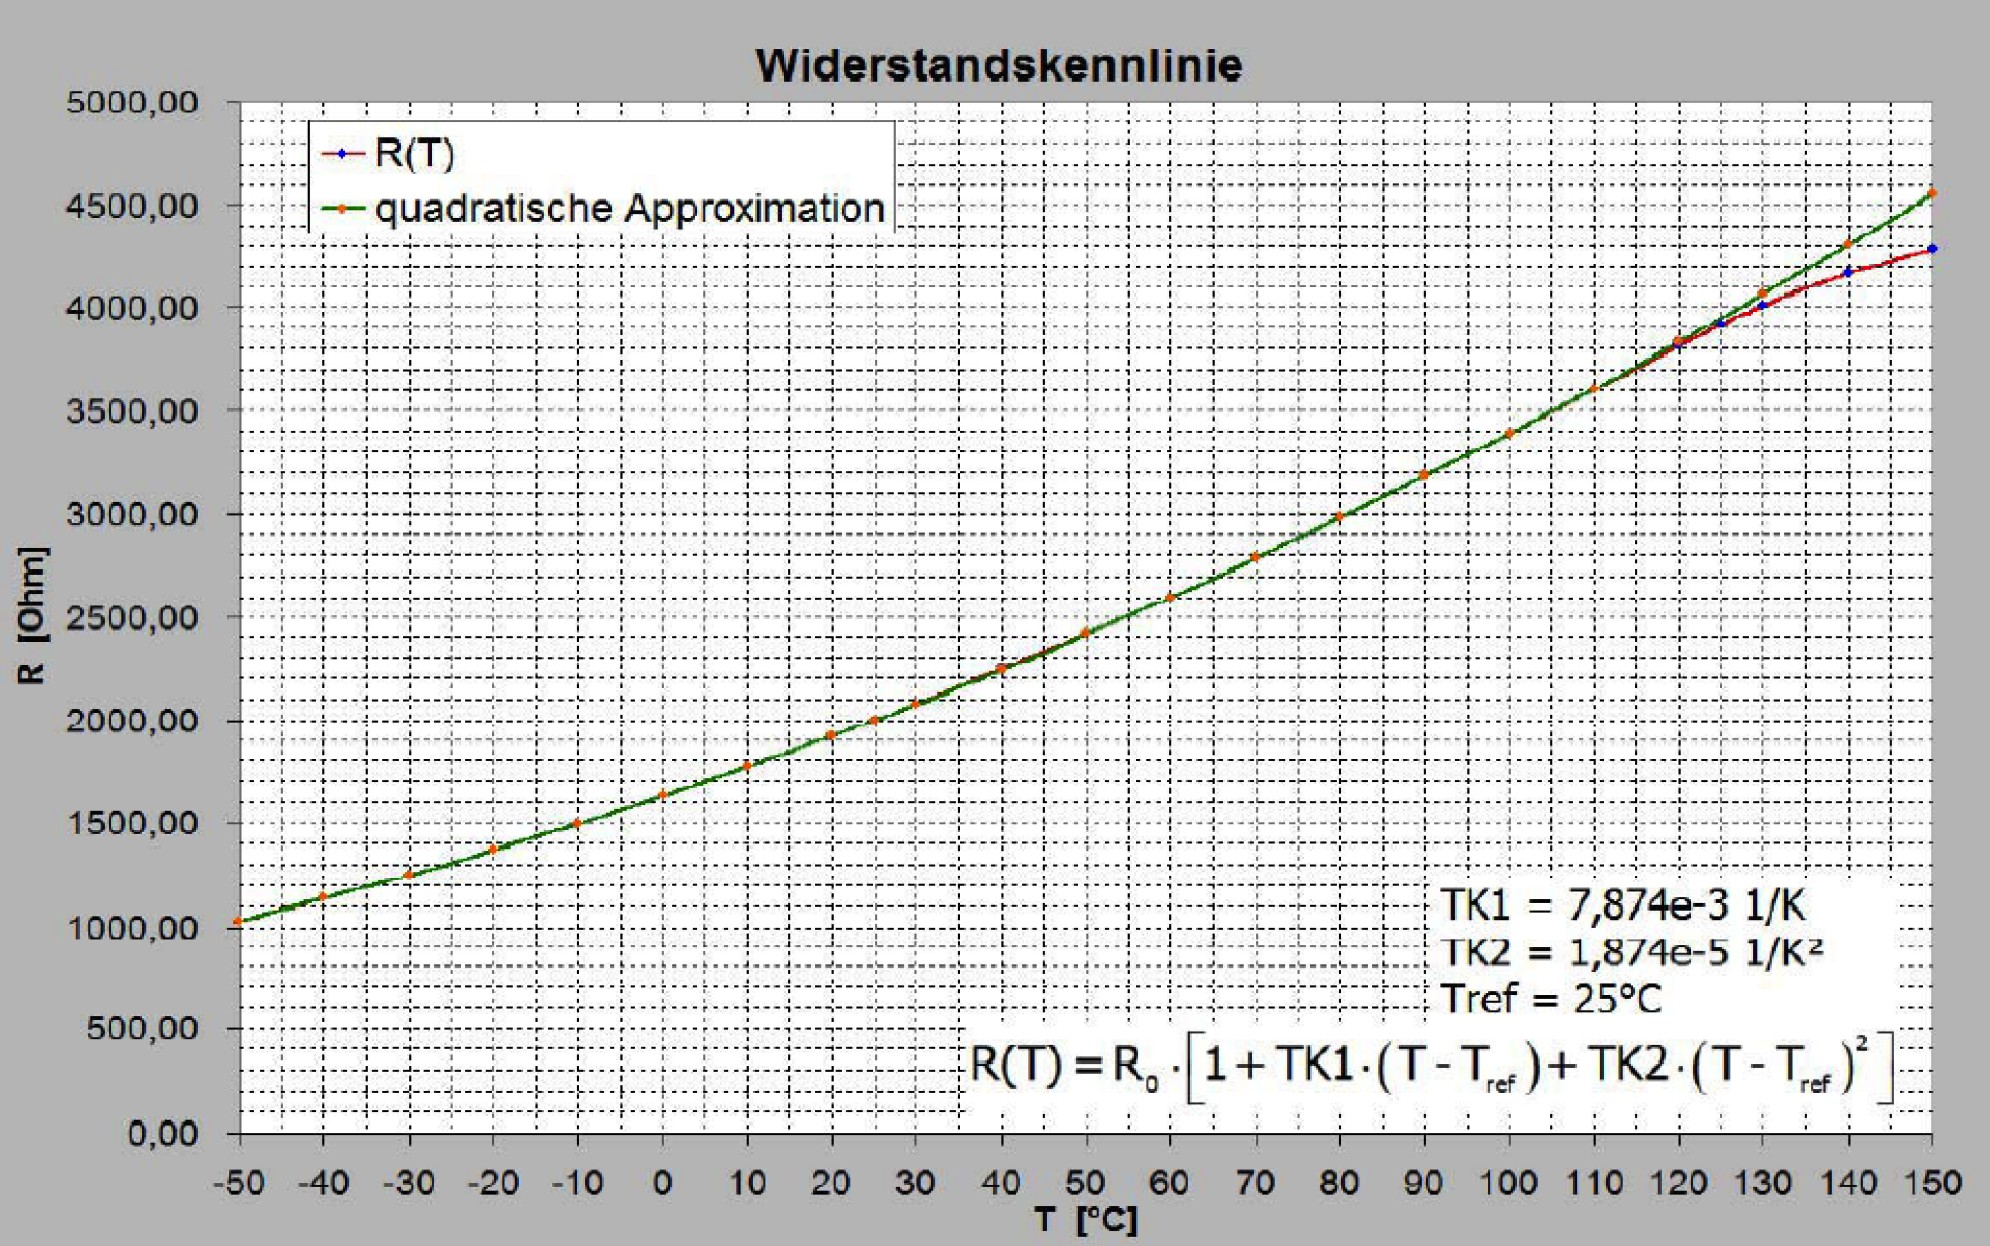 Widerstandskennlinie
5000,00
4500,00
4000,00
3500,00
3000,00
2500,00
2000,00
1500,00
1000,00
500,00
0,00
R(T)
quadratische Approximation
R [Ohm]
TK1 = 7,874e-3 1/K
TK2 = 1,874e-5 1/K²
Tref = 25°C
R(T) = R₀ · [1 + TK1 · (T - Tref) + TK2 · (T - Tref)²]
-50 -40 -30 -20 -10 0 10 20 30 40 50 60 70 80 90 100 110 120 130 140 150
T [°C]